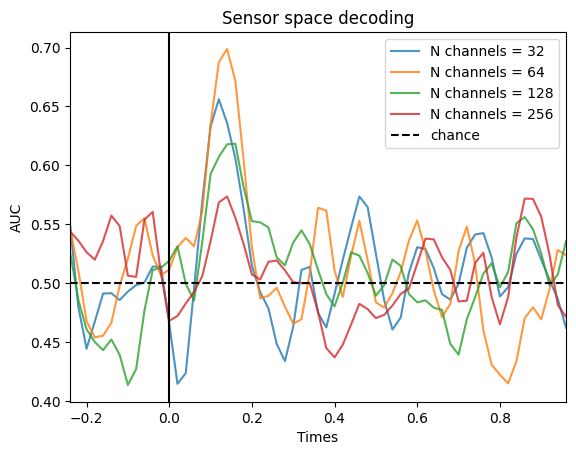 Sensor space decoding
AUC
0.70
0.65
0.60
0.55
0.50
0.45
0.40
N channels = 32
N channels = 64
N channels = 128
N channels = 256
chance
−0.2 0.0 0.2 0.4 0.6 0.8
Times